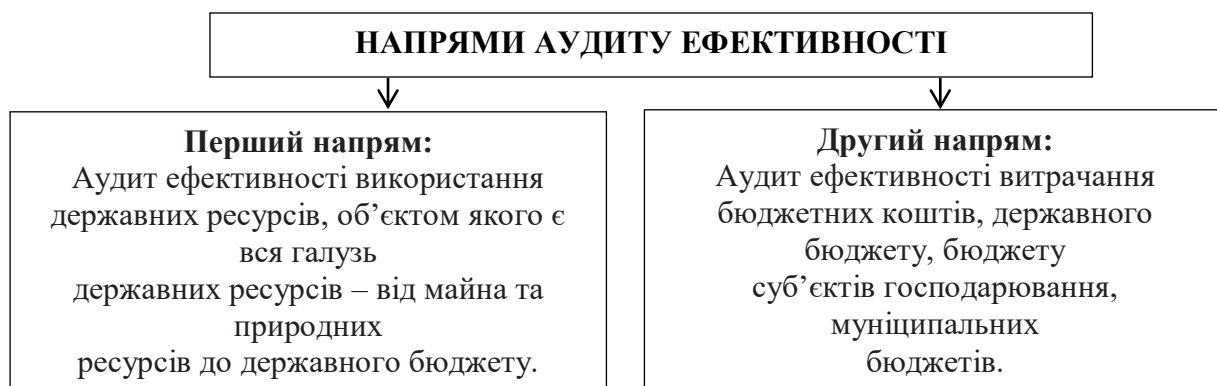 НАПРЯМИ АУДИТУ ЕФЕКТИВНОСТІ
Перший напрям:
Аудит ефективності використання
державних ресурсів, об’єктом якого є
вся галузь
державних ресурсів – від майна та
природних
ресурсів до державного бюджету.
Другий напрям:
Аудит ефективності витрачання
бюджетних коштів, державного
бюджету, бюджету
суб’єктів господарювання,
муніципальних
бюджетів.